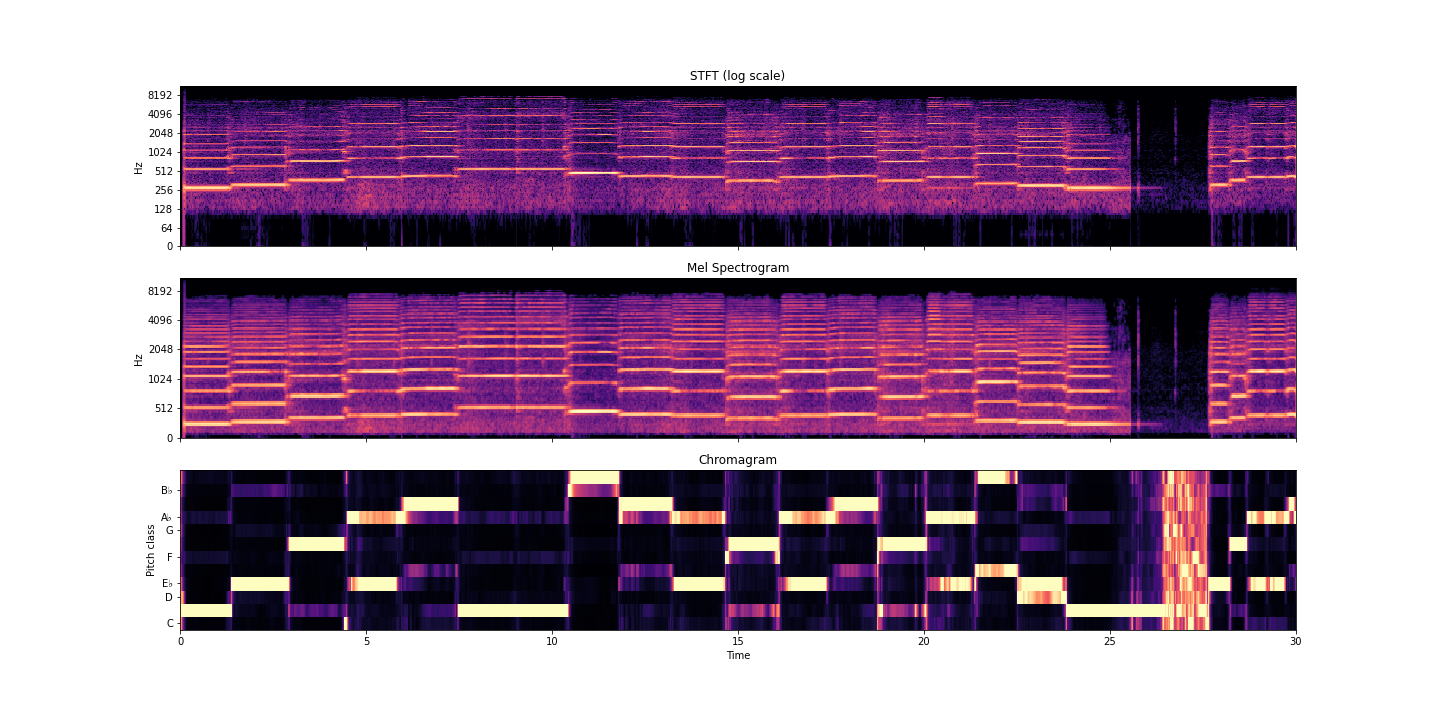 STFT (log scale)
8192
4096
2048
1024
512
256
128
64
0
Hz
Mel Spectrogram
8192
4096
2048
1024
512
0
Hz
Chromagram
B♭
A♭
G
F
E♭
D
C
Pitch class
0 5 10 15 20 25 30
Time